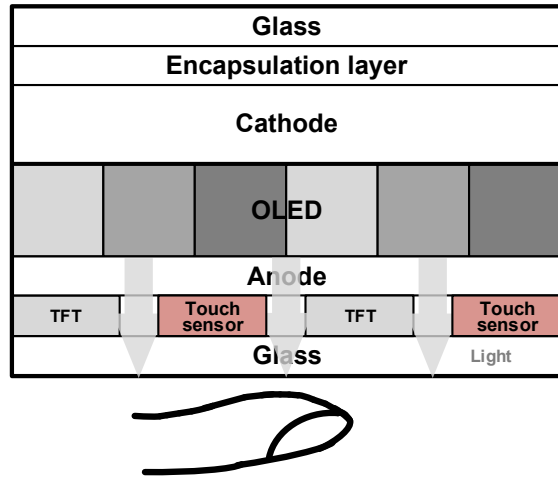 Glass
Encapsulation layer
Cathode
OLED
Anode
TFT
Touch
sensor
TFT
Touch
sensor
Glass
Light